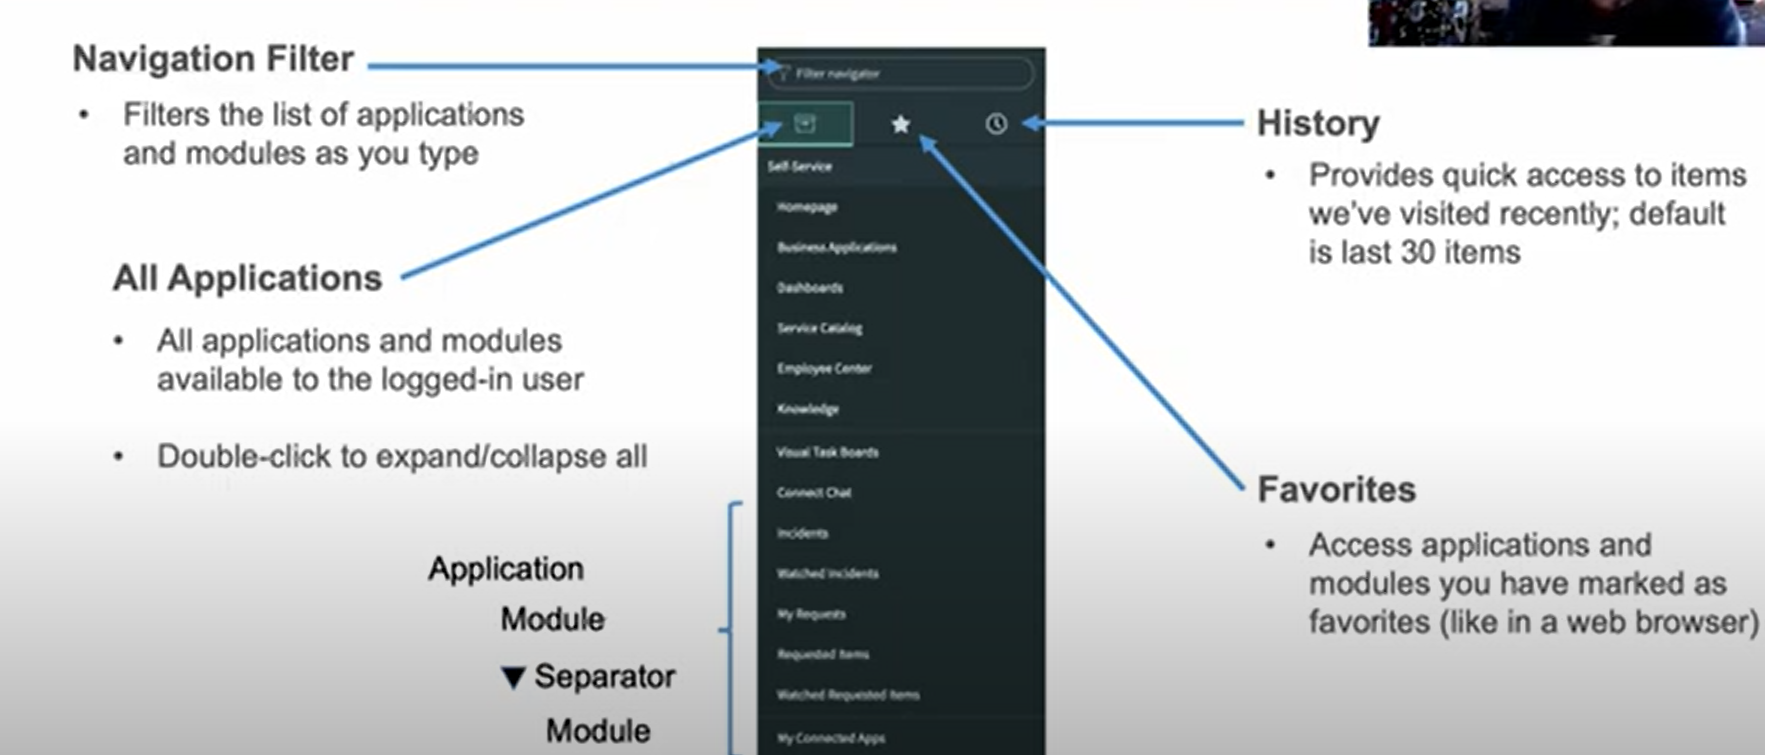 Navigation Filter
• Filters the list of applications
and modules as you type
All Applications
• All applications and modules
available to the logged-in user
• Double-click to expand/collapse all
Application
Module
▼ Separator
Module
Filter navigator
Self-Service
Homepage
Business Applications
Dashboards
Service Catalog
Employee Center
Knowledge
Visual Task Boards
Connect Chat
Incidents
Watched Incidents
My Requests
Requested Items
Watched Requested Items
My Connected Apps
History
• Provides quick access to items
we've visited recently; default
is last 30 items
Favorites
• Access applications and
modules you have marked as
favorites (like in a web browser)